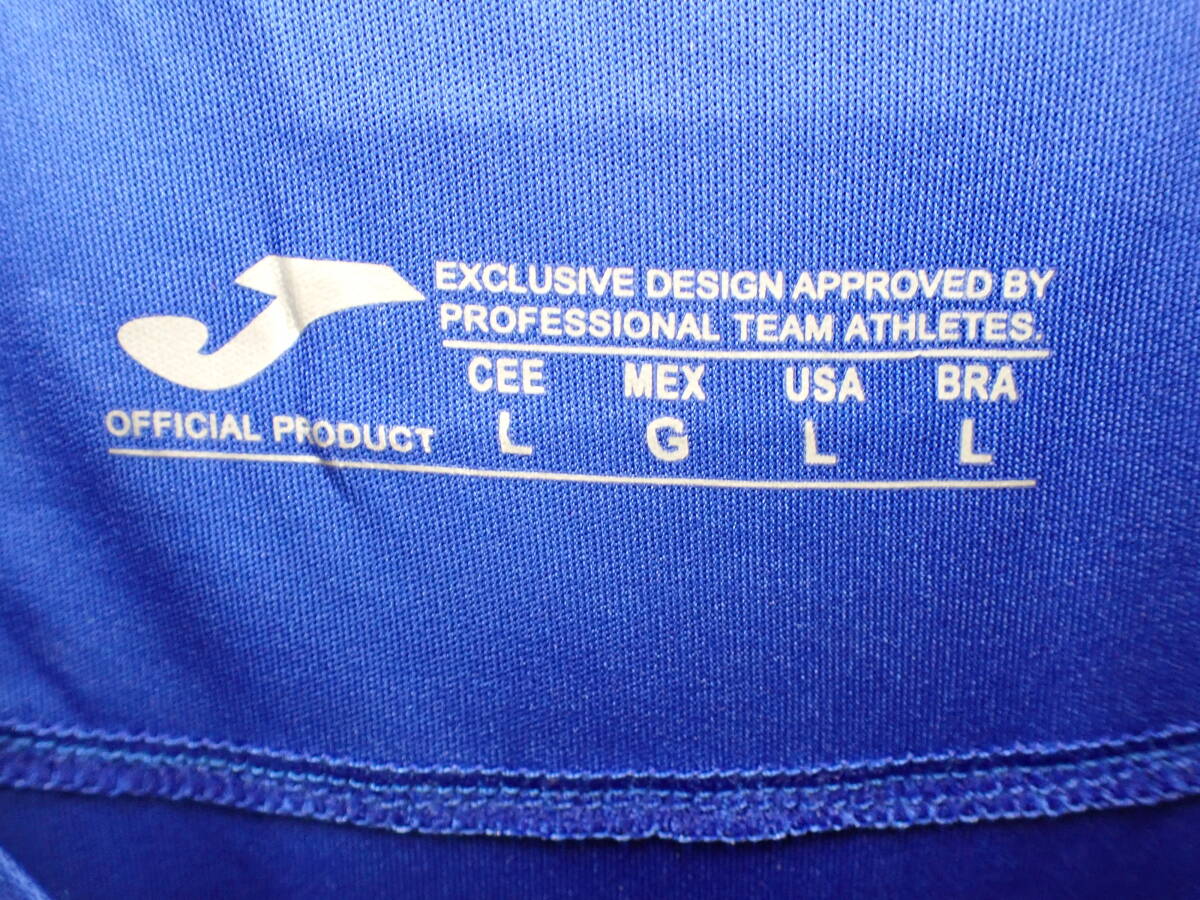 EXCLUSIVE DESIGN APPROVED BY
PROFESSIONAL TEAM ATHLETES.
CEE MEX USA BRA
L G L L
OFFICIAL PRODUCT